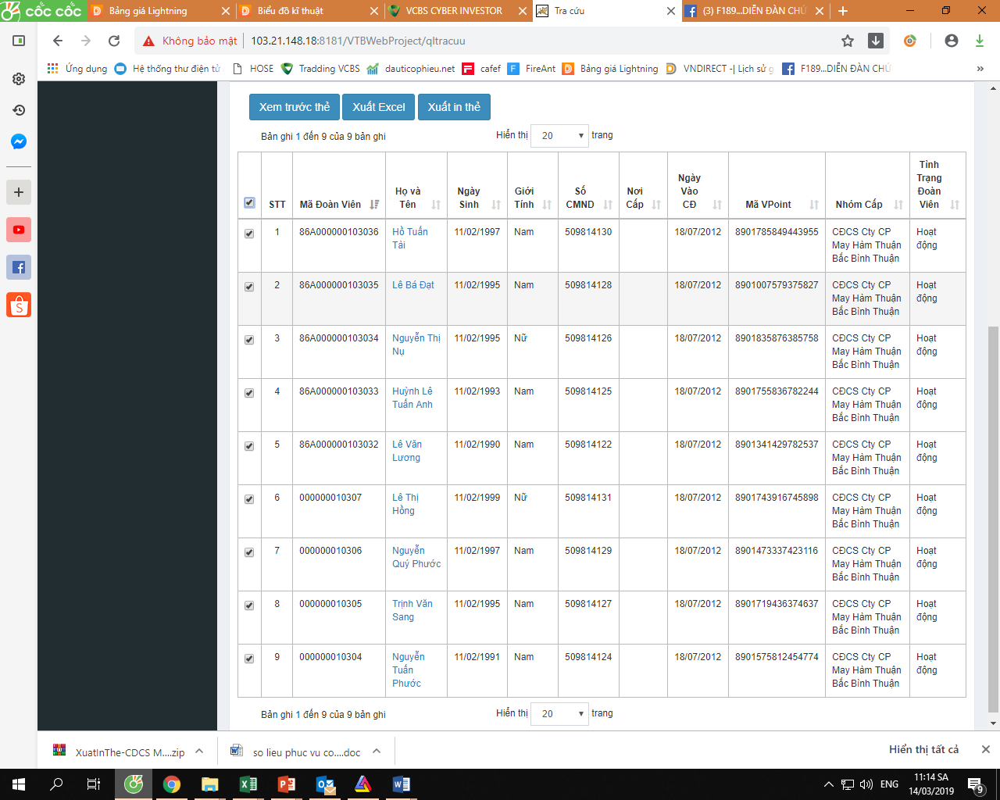 cốc cốc
Bảng giá Lightning
Biểu đồ kĩ thuật
VCBS CYBER INVESTOR
Tra cứu
(3) F189...DIỄN ĐÀN CHỨ
Không bảo mật
103.21.148.18:8181/VTBWebProject/qltracuu
Ứng dụng
Hệ thống thư điện tử
HOSE
Tradding VCBS
dauticophieu.net
cafef
FireAnt
Bảng giá Lightning
VNDIRECT -| Lịch sử g
F189...DIỄN ĐÀN CHỨ
Xem trước thẻ
Xuất Excel
Xuất in thẻ
Bản ghi 1 đến 9 của 9 bản ghi
Hiển thị 20 trang
STT
Mã Đoàn Viên
Họ và
Tên
Ngày
Sinh
Giới
Tính
Số
CMND
Nơi
Cấp
Ngày
Vào
CĐ
Mã VPoint
Nhóm Cấp
Tình
Trạng
Đoàn
Viên
1 86A000000103036 Hồ Tuấn 11/02/1997 Nam 509814130 18/07/2012 8901785849443955 CĐCS Cty CP Hoạt
Tài May Hàm Thuận động
Bắc Bình Thuận
2 86A000000103035 Lê Bá Đạt 11/02/1995 Nam 509814128 18/07/2012 8901007579375827 CĐCS Cty CP Hoạt
May Hàm Thuận động
Bắc Bình Thuận
3 86A000000103034 Nguyễn Thị 11/02/1995 Nữ 509814126 18/07/2012 8901835876385758 CĐCS Cty CP Hoạt
Nụ May Hàm Thuận động
Bắc Bình Thuận
4 86A000000103033 Huỳnh Lê 11/02/1993 Nam 509814125 18/07/2012 8901755836782244 CĐCS Cty CP Hoạt
Tuấn Anh May Hàm Thuận động
Bắc Bình Thuận
5 86A000000103032 Lê Văn 11/02/1990 Nam 509814122 18/07/2012 8901341429782537 CĐCS Cty CP Hoạt
Lương May Hàm Thuận động
Bắc Bình Thuận
6 000000010307 Lê Thị 11/02/1999 Nữ 509814131 18/07/2012 8901743916745898 CĐCS Cty CP Hoạt
Hồng May Hàm Thuận động
Bắc Bình Thuận
7 000000010306 Nguyễn 11/02/1997 Nam 509814129 18/07/2012 8901473337423116 CĐCS Cty CP Hoạt
Quý Phước May Hàm Thuận động
Bắc Bình Thuận
8 000000010305 Trịnh Văn 11/02/1995 Nam 509814127 18/07/2012 8901719436374637 CĐCS Cty CP Hoạt
Sang May Hàm Thuận động
Bắc Bình Thuận
9 000000010304 Nguyễn 11/02/1991 Nam 509814124 18/07/2012 8901575812454774 CĐCS Cty CP Hoạt
Tuấn May Hàm Thuận động
Phước Bắc Bình Thuận
Bản ghi 1 đến 9 của 9 bản ghi
Hiển thị 20 trang
XuatInThe-CDCS M....zip
so lieu phuc vu co....doc
Hiển thị tất cả
ENG
11:14 SA
14/03/2019
9